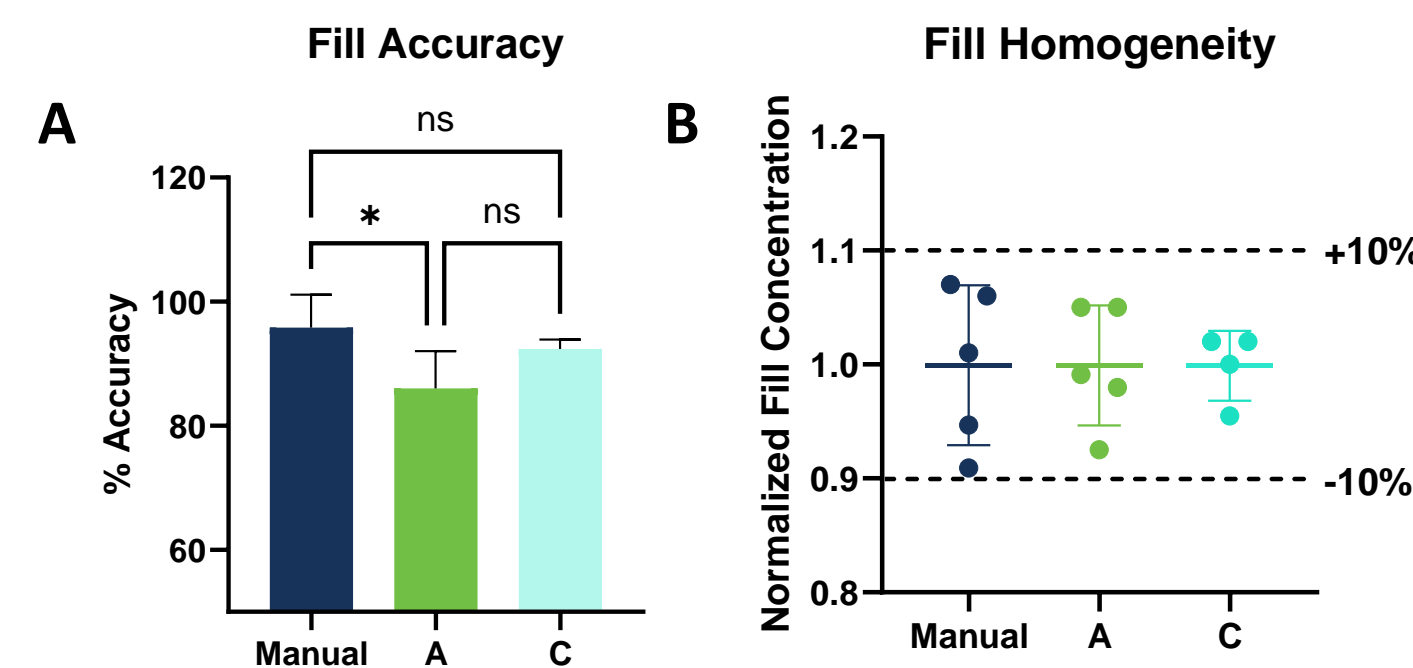 Fill Accuracy
A
ns
*
ns
% Accuracy
120
100
80
60
Manual
A
C
Fill Homogeneity
B
Normalized Fill Concentration
1.2
1.1
1.0
0.9
0.8
+10%
-10%
Manual
A
C